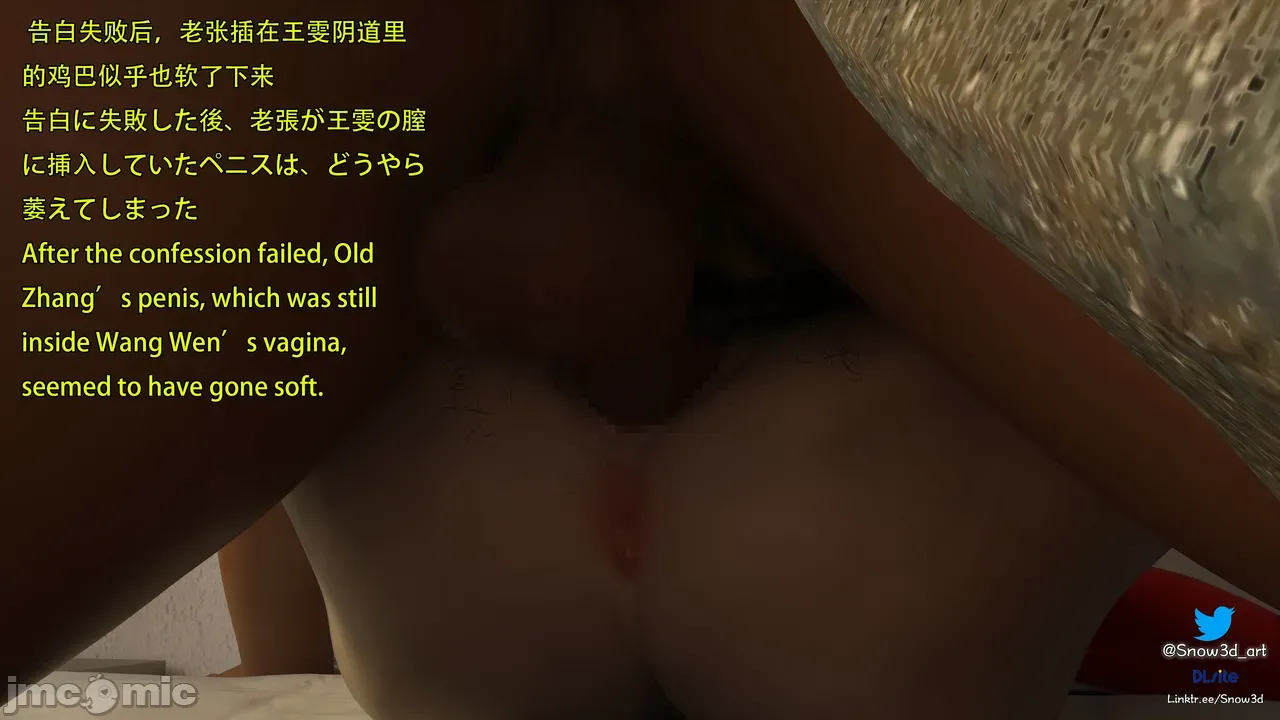 告白失败后，老张插在王雯阴道里
的鸡巴似乎也软了下来
告白に失敗した後、老張が王雯の膣
に挿入していたペニスは、どうやら
萎えてしまった
After the confession failed, Old
Zhang′s penis, which was still
inside Wang Wen′s vagina,
seemed to have gone soft.
@Snow3d_art
DLsite
Linktr.ee/Snow3d
jmcomic